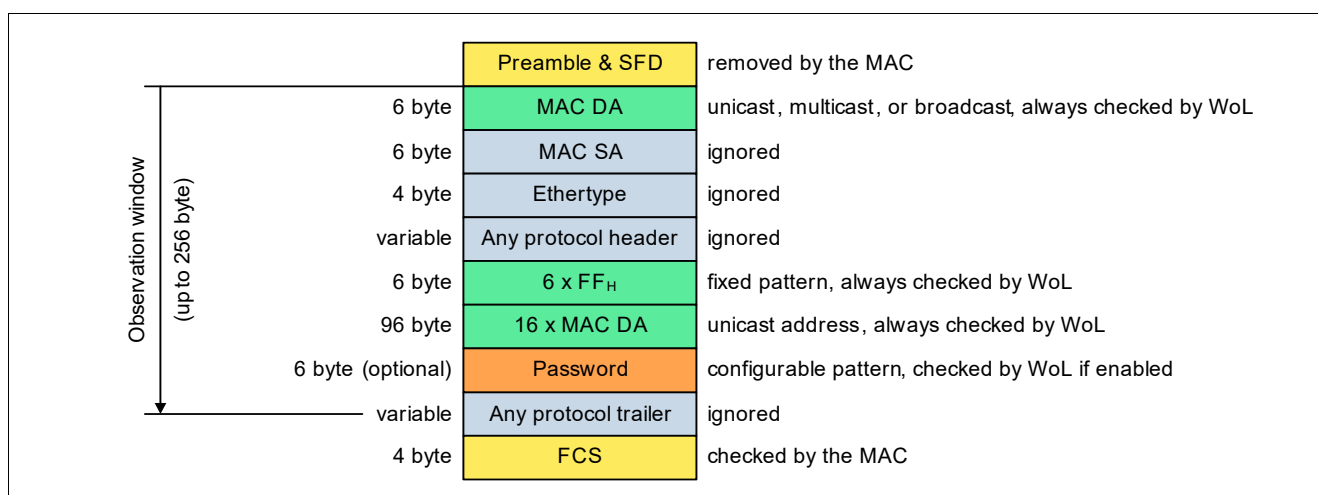 Preamble & SFD removed by the MAC
6 byte MAC DA unicast, multicast, or broadcast, always checked by WoL
6 byte MAC SA ignored
4 byte Ethertype ignored
variable Any protocol header ignored
6 byte 6 x FFH fixed pattern, always checked by WoL
96 byte 16 x MAC DA unicast address, always checked by WoL
6 byte (optional) Password configurable pattern, checked by WoL if enabled
variable Any protocol trailer ignored
4 byte FCS checked by the MAC
Observation window
(up to 256 byte)